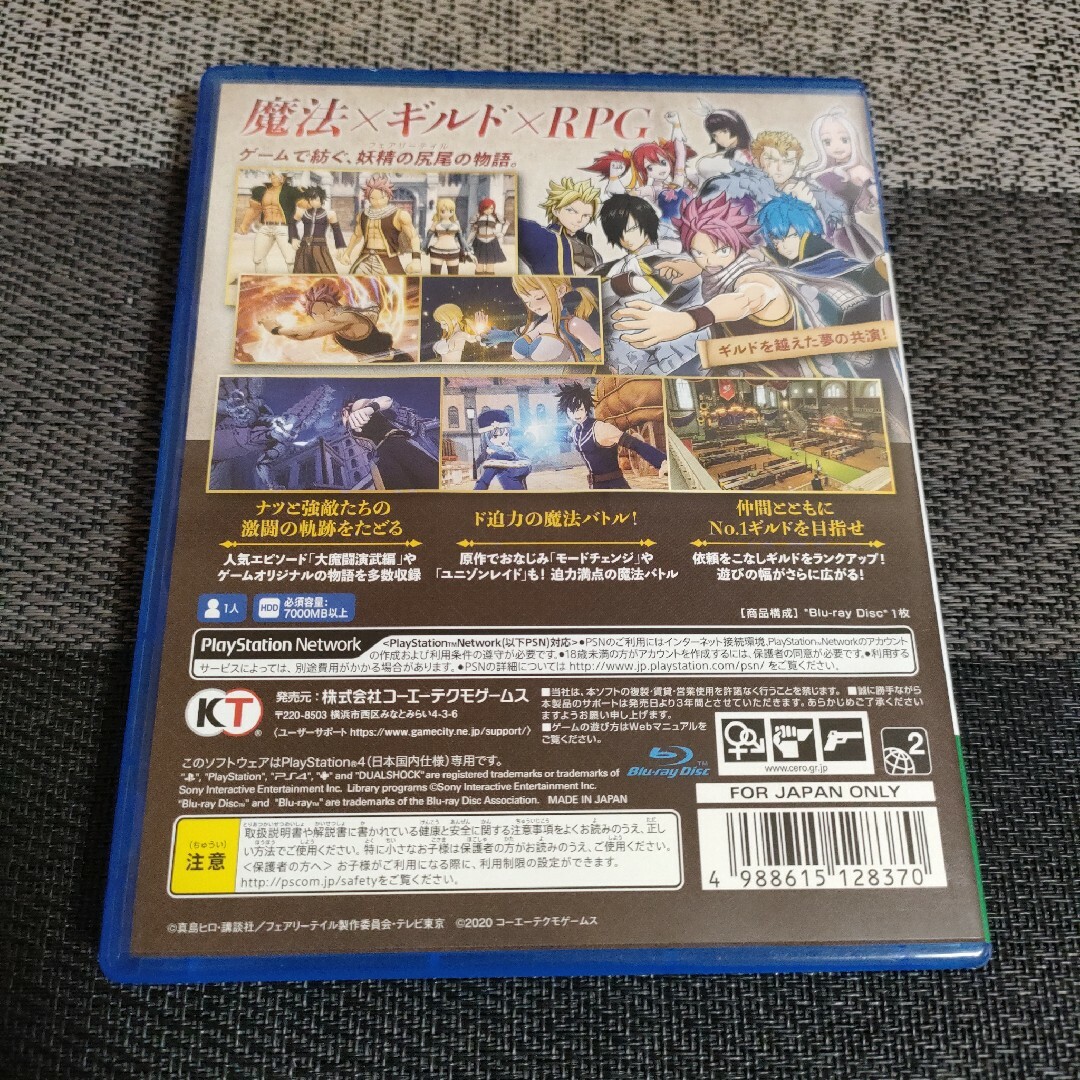 魔法×ギルド×RPG
フェアリーテイル
ゲームで紡ぐ、妖精の尻尾の物語。
ギルドを越えた夢の共演!
ナツと強敵たちの
激闘の軌跡をたどる
人気エピソード「大魔闘演武編」や
ゲームオリジナルの物語を多数収録
ド迫力の魔法バトル!
原作でおなじみ「モードチェンジ」や
「ユニゾンレイド」も! 迫力満点の魔法バトル
仲間とともに
No.1ギルドを目指せ
依頼をこなしギルドをランクアップ!
遊びの幅がさらに広がる!
1人
HDD 必須容量:
7000MB以上
【商品構成】 "Blu-ray Disc" 1枚
PlayStation Network
<PlayStation™Network(以下PSN)対応>●PSNのご利用にはインターネット接続環境、PlayStation™Networkのアカウント
の作成および利用条件の遵守が必要です。●18歳未満の方がアカウントを作成するには、保護者の同意が必要です。●利用する
サービスによっては、別途費用がかかる場合があります。●PSNの詳細については http://www.jp.playstation.com/psn/ をご覧ください。
KT
発売元:株式会社コーエーテクモゲームス
〒220-8503 横浜市西区みなとみらい4-3-6
〈ユーザーサポート https://www.gamecity.ne.jp/support/〉
■当社は、本ソフトの複製・賃貸・営業使用を許諾なく行うことを禁じます。 ■誠に勝手ながら
本製品のサポートは発売日より3年間とさせていただきます。あらかじめご了承ください
ますようお願い申し上げます。
■ゲームの遊び方はWebマニュアルを
ご覧ください。
このソフトウェアはPlayStation®4(日本国内仕様)専用です。
"PlayStation", "PS4", and "DUALSHOCK" are registered trademarks or trademarks of
Sony Interactive Entertainment Inc. Library programs ©Sony Interactive Entertainment Inc.
"Blu-ray Disc™" and "Blu-ray™" are trademarks of the Blu-ray Disc Association. MADE IN JAPAN
Blu-ray Disc™
www.cero.gr.jp
2
FOR JAPAN ONLY
(ちゅうい)
注意
取扱説明書や解説書に書かれている健康と安全に関する注意事項をよくお読みのうえ、正し
い方法でご使用ください。特に小さなお子様は保護者の方がお読みのうえ、ご使用ください。
<保護者の方へ> お子様がご利用になる際に、利用制限の設定ができます。
http://pscom.jp/safetyをご覧ください。
4 988615 128370
©真島ヒロ・講談社/フェアリーテイル製作委員会・テレビ東京 ©2020 コーエーテクモゲームス